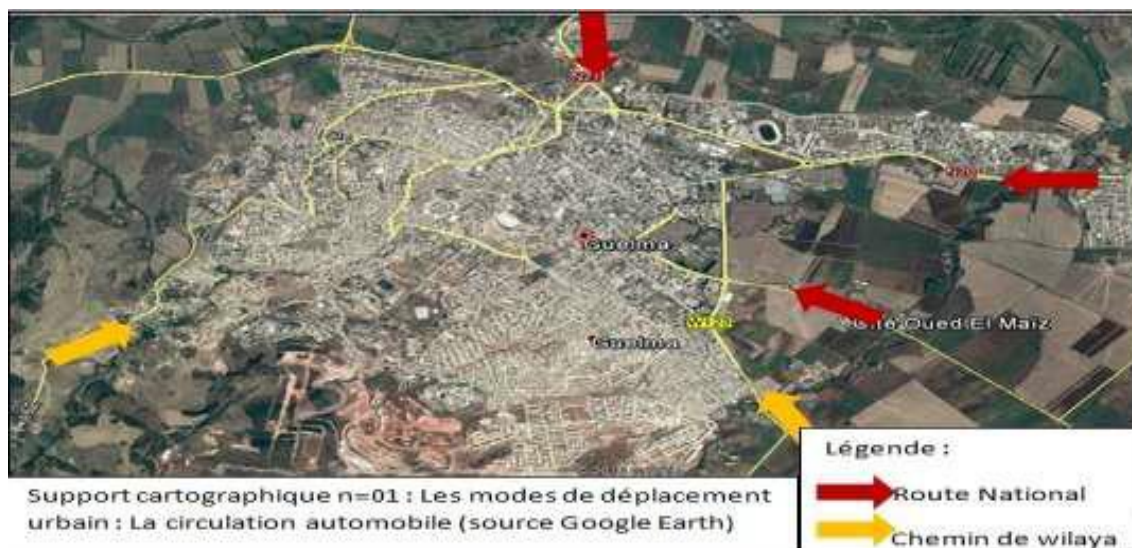 Guelma
Guelma
Cité Oued El Maiz
Légende :
Route National
Chemin de wilaya
Support cartographique n=01 : Les modes de déplacement
urbain : La circulation automobile (source Google Earth)